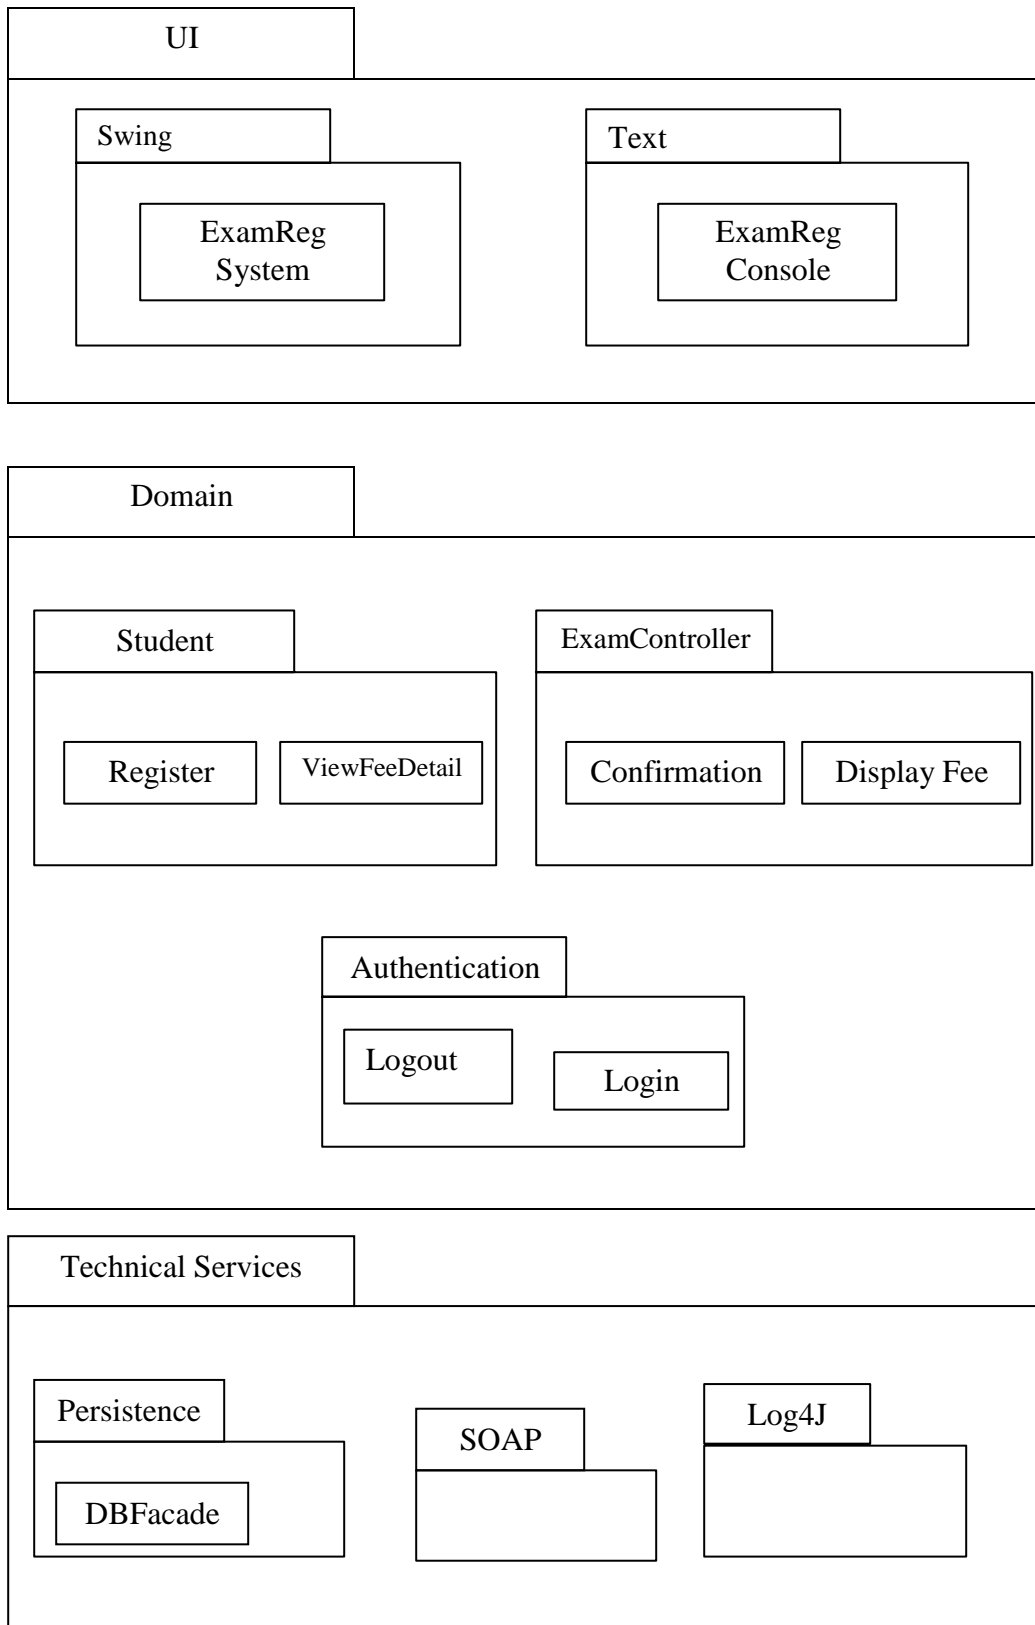 UI
Swing
Text
ExamReg
System
ExamReg
Console
Domain
Student
ExamController
Register
ViewFeeDetail
Confirmation
Display Fee
Authentication
Logout
Login
Technical Services
Persistence
SOAP
Log4J
DBFacade